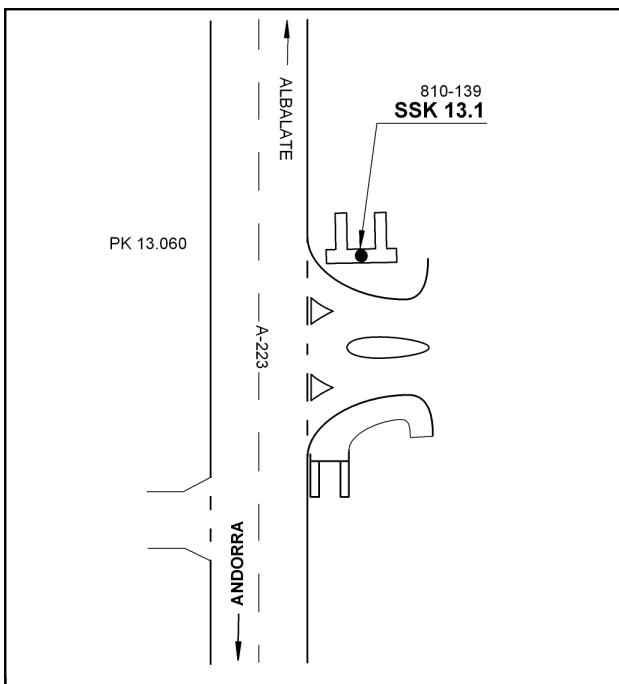 810-139
SSK 13.1
ALBALATE
PK 13.060
A-223
ANDORRA